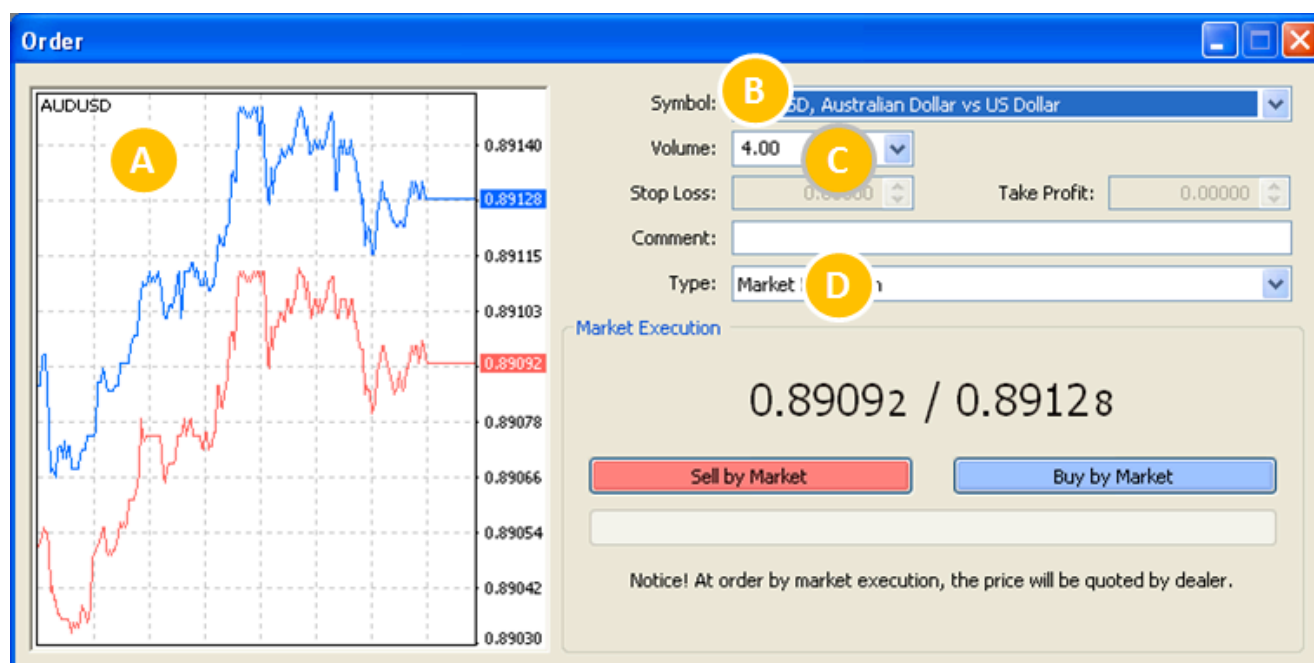 Order
AUDUSD
A
0.89140
0.89128
0.89115
0.89103
0.89092
0.89078
0.89066
0.89054
0.89042
0.89030
Symbol: B SD, Australian Dollar vs US Dollar
Volume: 4.00 C
Stop Loss: Take Profit: 0.00000
Comment:
Type: Market D n
Market Execution
0.89092 / 0.89128
Sell by Market Buy by Market
Notice! At order by market execution, the price will be quoted by dealer.